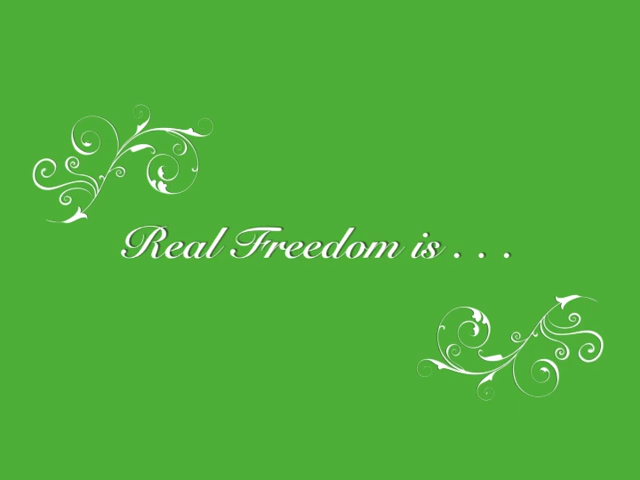 Real Freedom is . . .